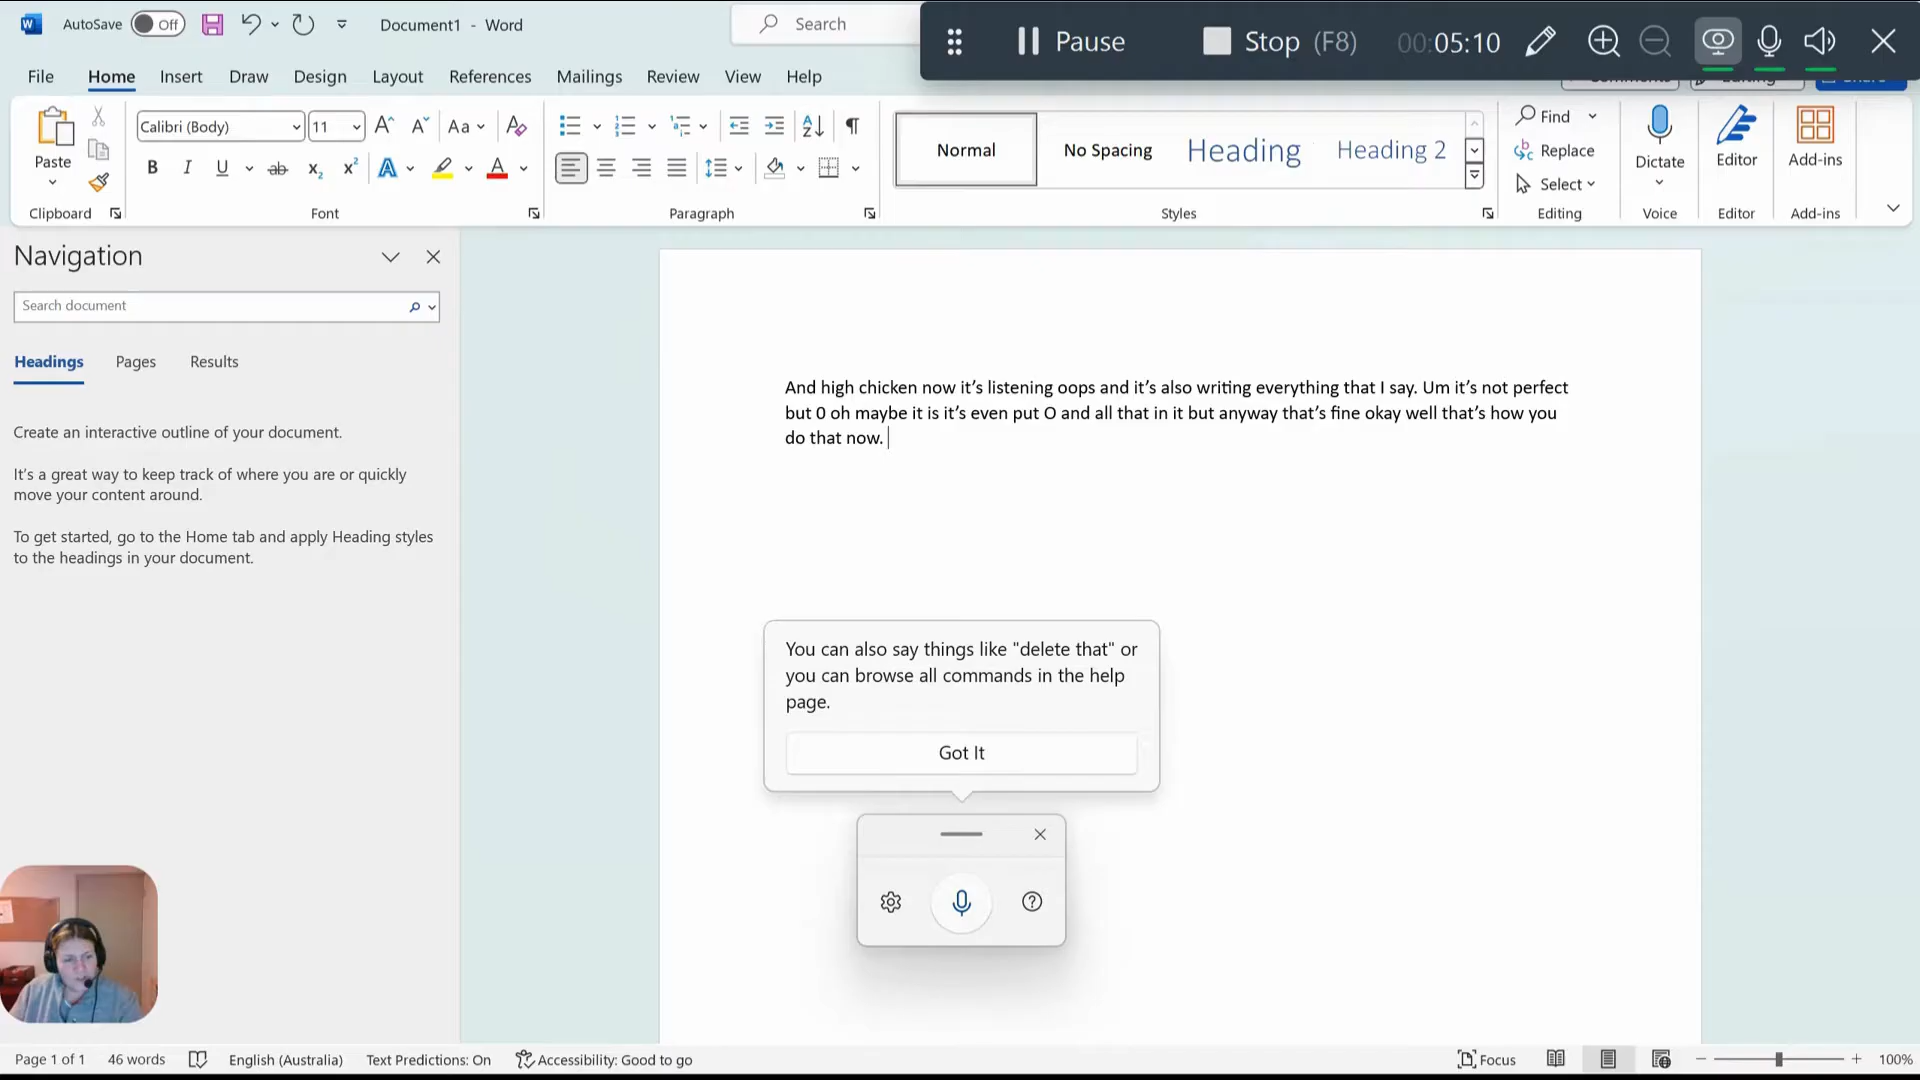 AutoSave Off Document1 - Word Search
Pause Stop (F8) 00:05:10
File Home Insert Draw Design Layout References Mailings Review View Help
Paste
Clipboard
Calibri (Body) 11
Font
Paragraph
Normal No Spacing Heading Heading 2
Styles
Find
Replace
Select
Editing
Dictate
Voice
Editor
Editor
Add-ins
Add-ins
Navigation
Search document
Headings Pages Results
Create an interactive outline of your document.
It's a great way to keep track of where you are or quickly
move your content around.
To get started, go to the Home tab and apply Heading styles
to the headings in your document.
And high chicken now it's listening oops and it's also writing everything that I say. Um it's not perfect
but 0 oh maybe it is it's even put O and all that in it but anyway that's fine okay well that's how you
do that now.
You can also say things like "delete that" or
you can browse all commands in the help
page.
Got It
Page 1 of 1 46 words English (Australia) Text Predictions: On Accessibility: Good to go Focus 100%